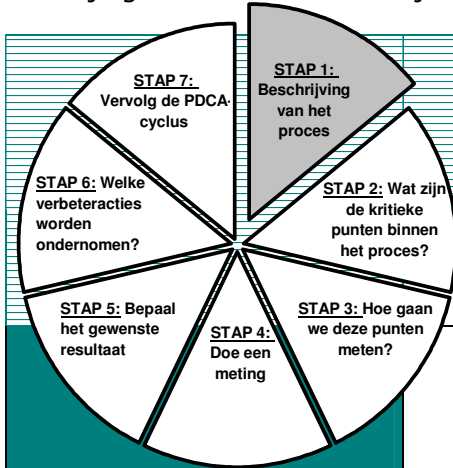 STAP 1:
Beschrijving
van het
proces
STAP 2: Wat zijn
de kritieke
punten binnen
het proces?
STAP 3: Hoe gaan
we deze punten
meten?
STAP 4:
Doe een
meting
STAP 5: Bepaal
het gewenste
resultaat
STAP 6: Welke
verbeteracties
worden
ondernomen?
STAP 7:
Vervolg de PDCA-
cyclus